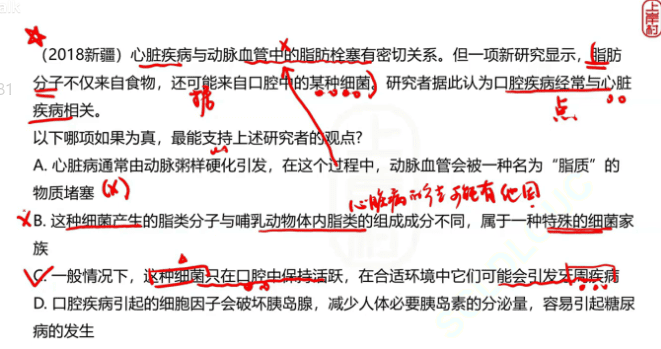 上岸村
（2018新疆）心脏疾病与动脉血管中的脂肪栓塞有密切关系。但一项新研究显示，脂肪
分子不仅来自食物，还可能来自口腔中的某种细菌。研究者据此认为口腔疾病经常与心脏
31
疾病相关。
点
以下哪项如果为真，最能支持上述研究者的观点？
A. 心脏病通常由动脉粥样硬化引发，在这个过程中，动脉血管会被一种名为“脂质”的
物质堵塞 (X)
B. 这种细菌产生的脂类分子与哺乳动物体内脂类的组成成分不同，属于一种特殊的细菌家
族
C. 一般情况下，这种细菌只在口腔中保持活跃，在合适环境中它们可能会引发牙周疾病
D. 口腔疾病引起的细胞因子会破坏胰岛腺，减少人体必要胰岛素的分泌量，容易引起糖尿
病的发生